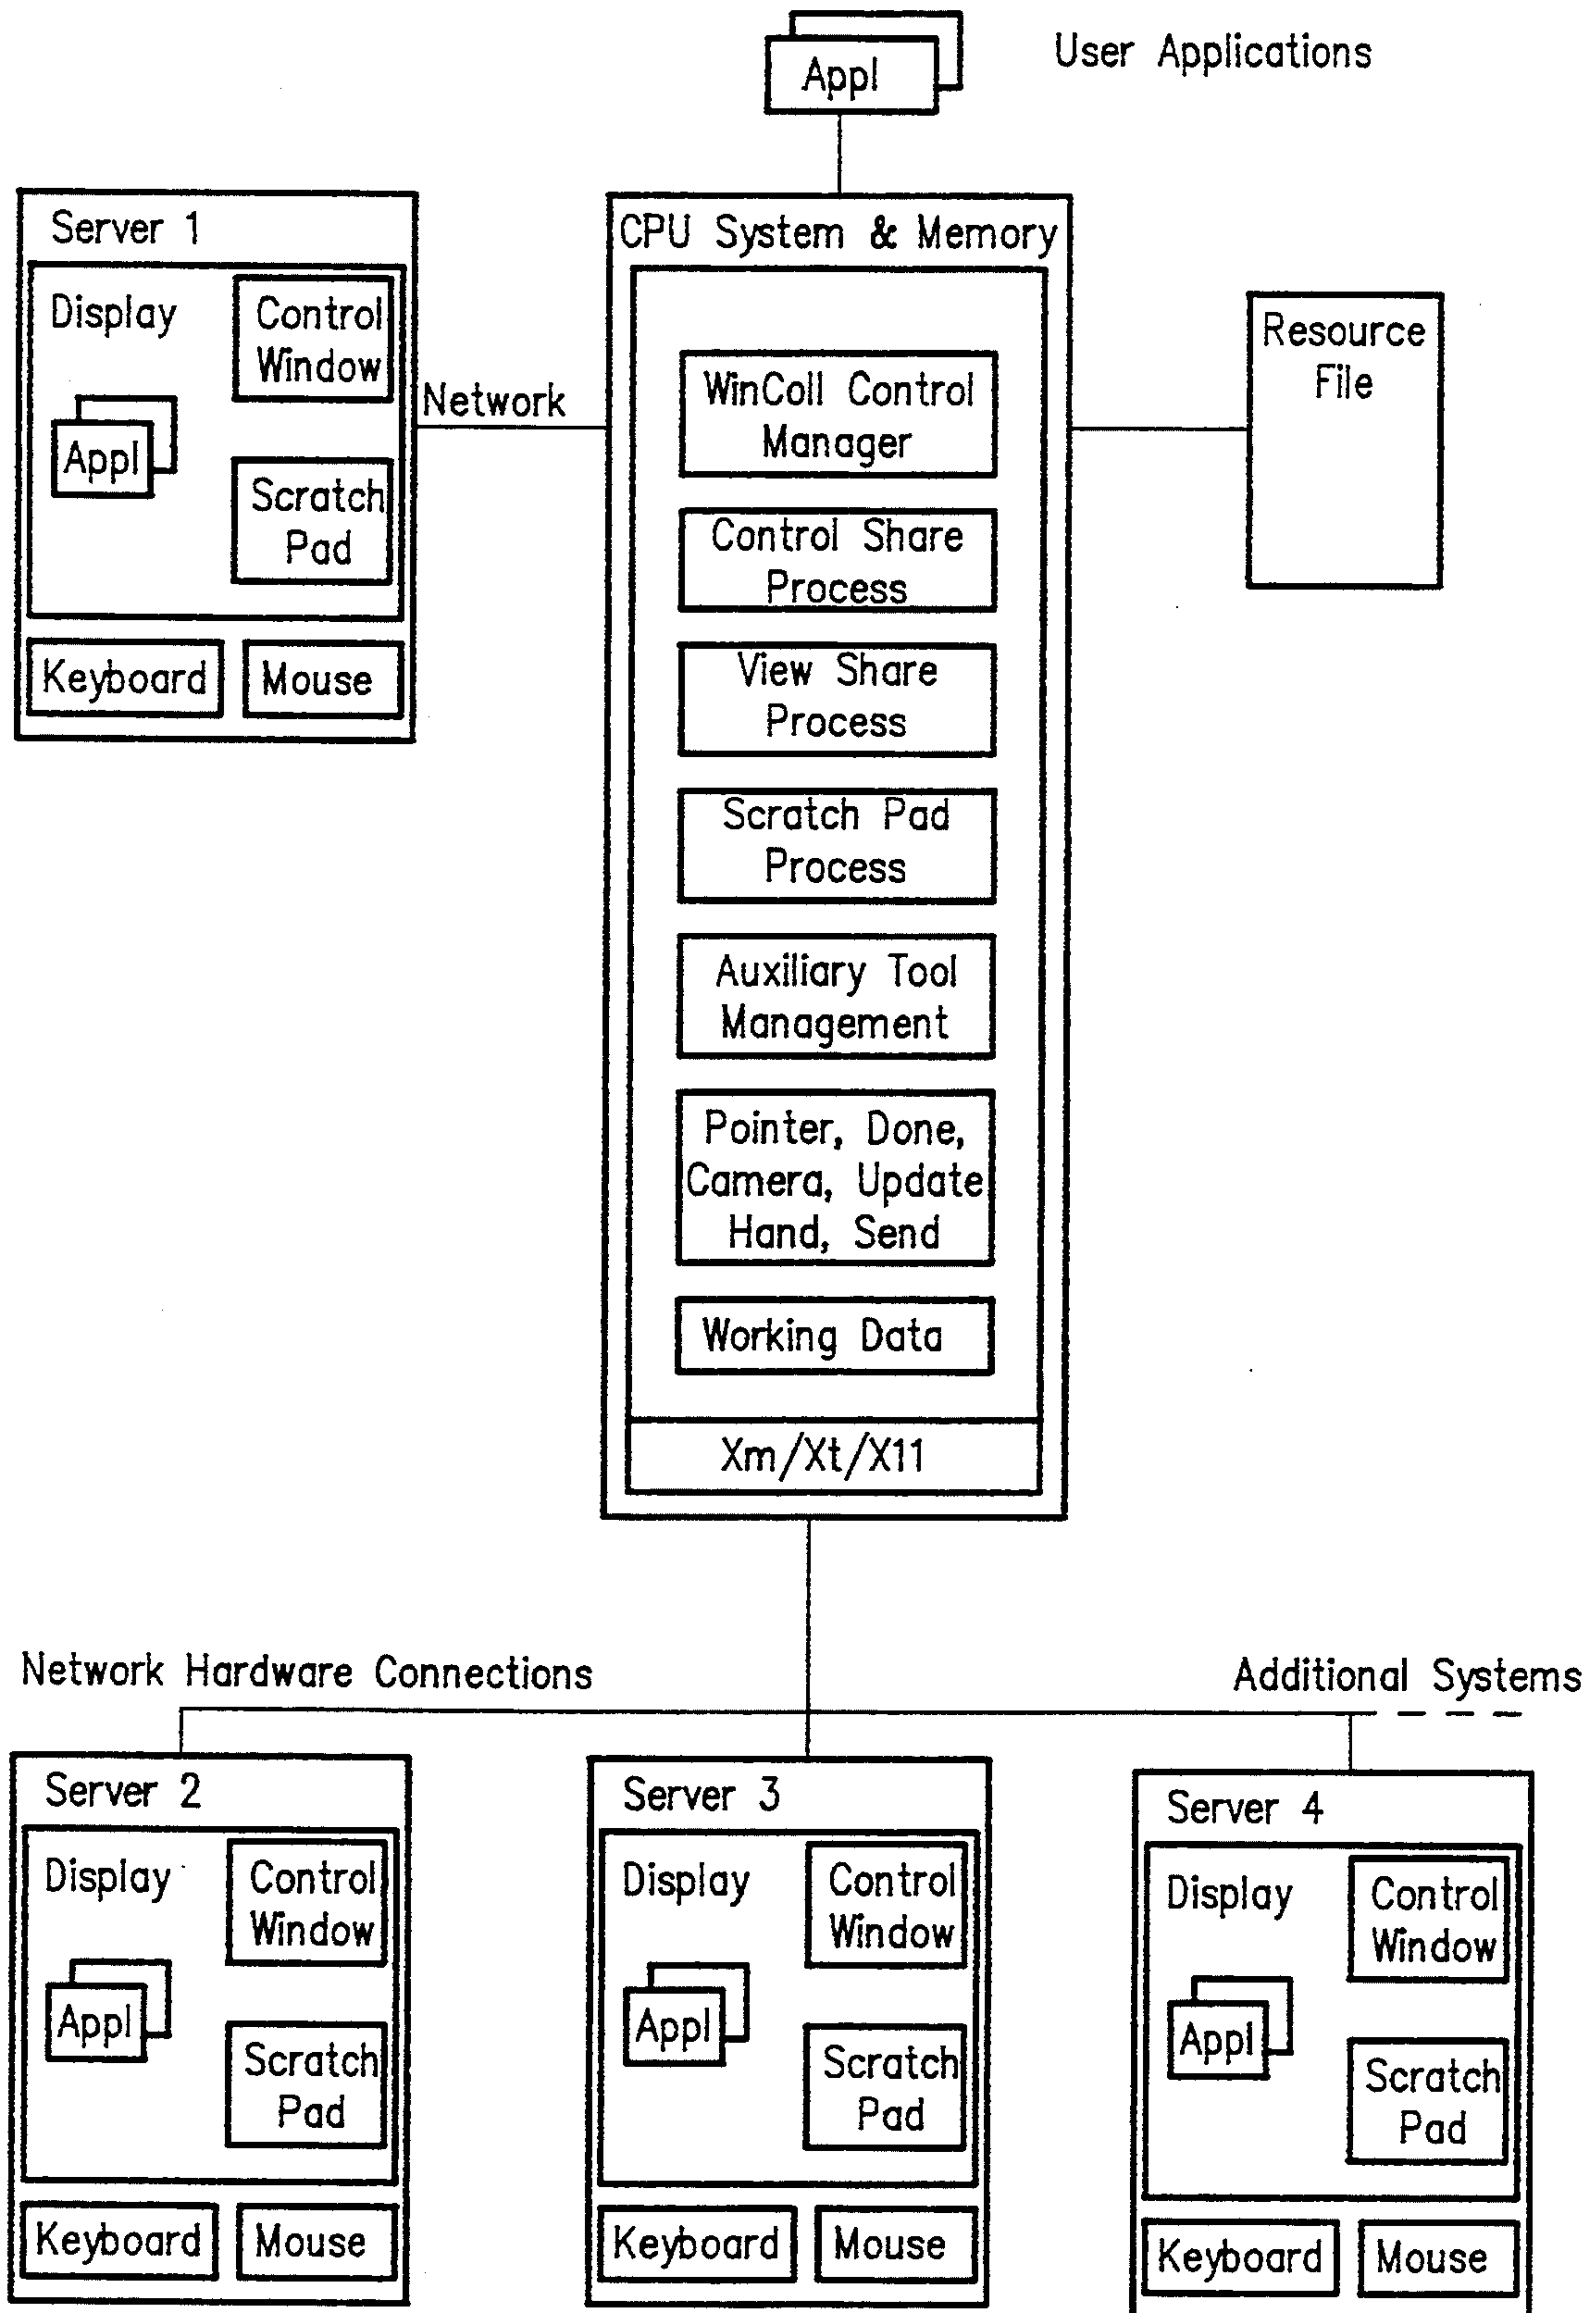 Appl
User Applications
Server 1
Display
Control
Window
Appl
Scratch
Pad
Keyboard
Mouse
Network
CPU System & Memory
WinColl Control
Manager
Control Share
Process
View Share
Process
Scratch Pad
Process
Auxiliary Tool
Management
Pointer, Done,
Camera, Update
Hand, Send
Working Data
Xm/Xt/X11
Resource
File
Network Hardware Connections
Additional Systems
Server 2
Display
Control
Window
Appl
Scratch
Pad
Keyboard
Mouse
Server 3
Display
Control
Window
Appl
Scratch
Pad
Keyboard
Mouse
Server 4
Display
Control
Window
Appl
Scratch
Pad
Keyboard
Mouse